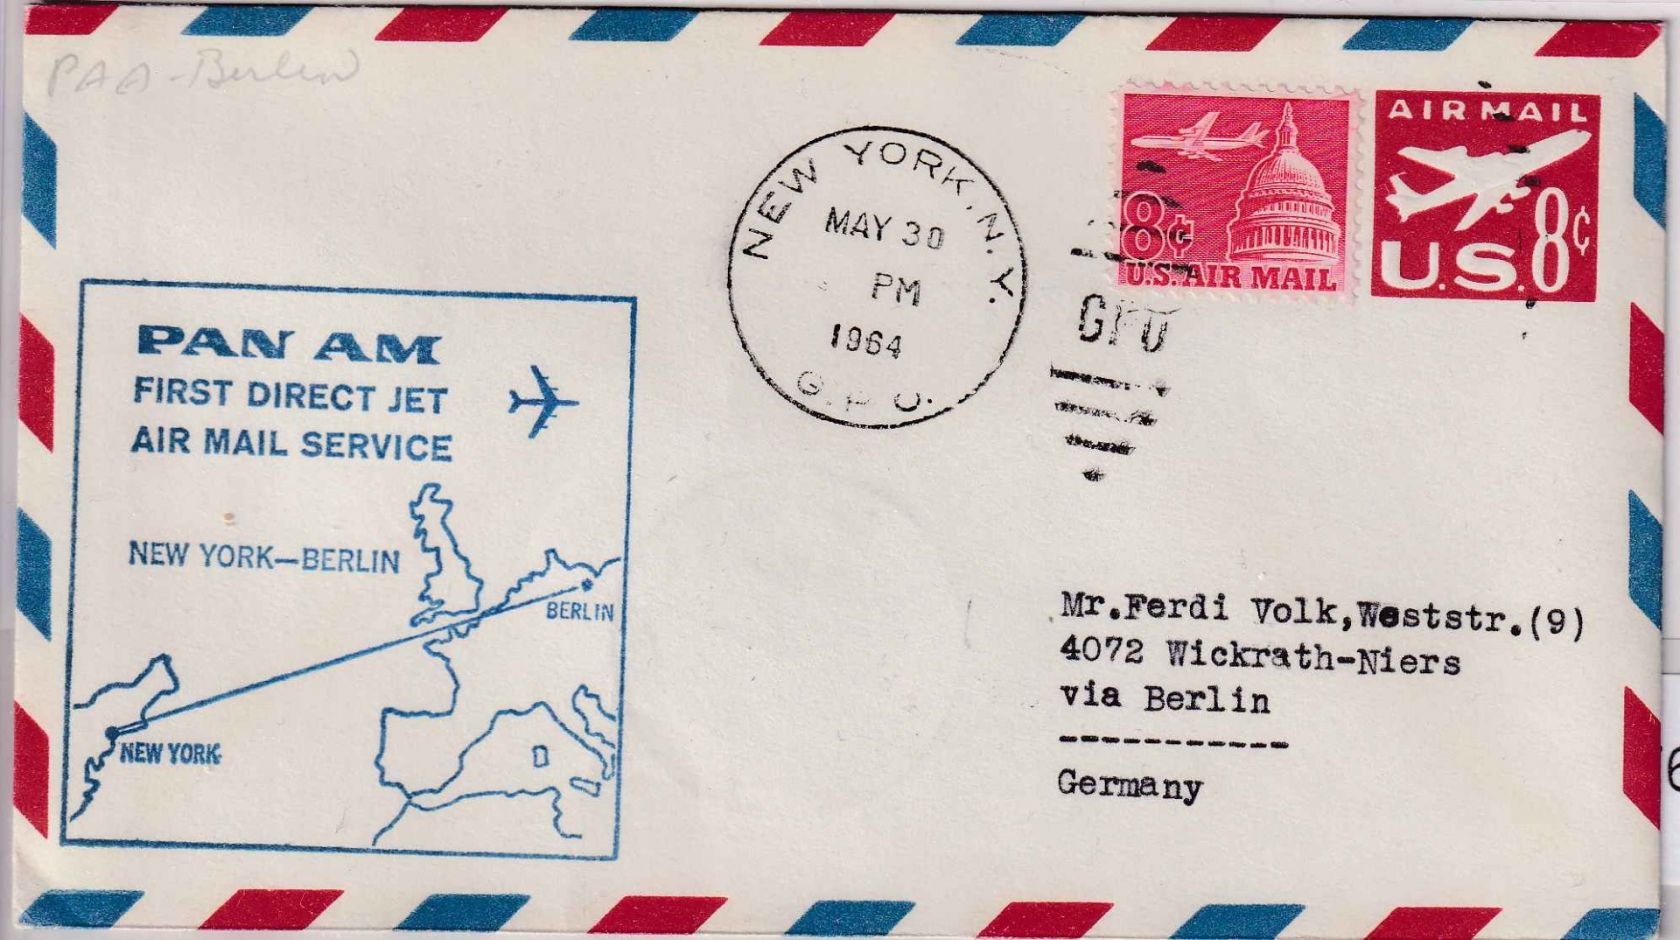 PAA-Berlin
NEW YORK, N.Y.
MAY 30
PM
1964
G.P.O.
8¢
U.S. AIR MAIL
AIR MAIL
U.S. 8¢
GPO
PAN AM
FIRST DIRECT JET
AIR MAIL SERVICE
NEW YORK—BERLIN
BERLIN
NEW YORK
Mr.Ferdi Volk,Weststr.(9)
4072 Wickrath-Niers
via Berlin
-----------
Germany
6